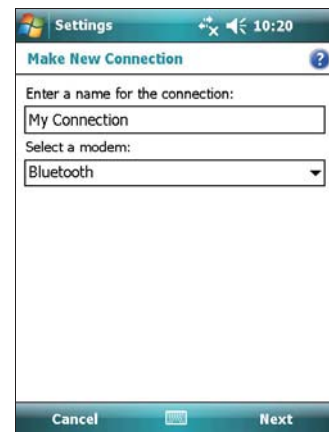 Settings 10:20
Make New Connection ?
Enter a name for the connection:
My Connection
Select a modem:
Bluetooth
Cancel Next